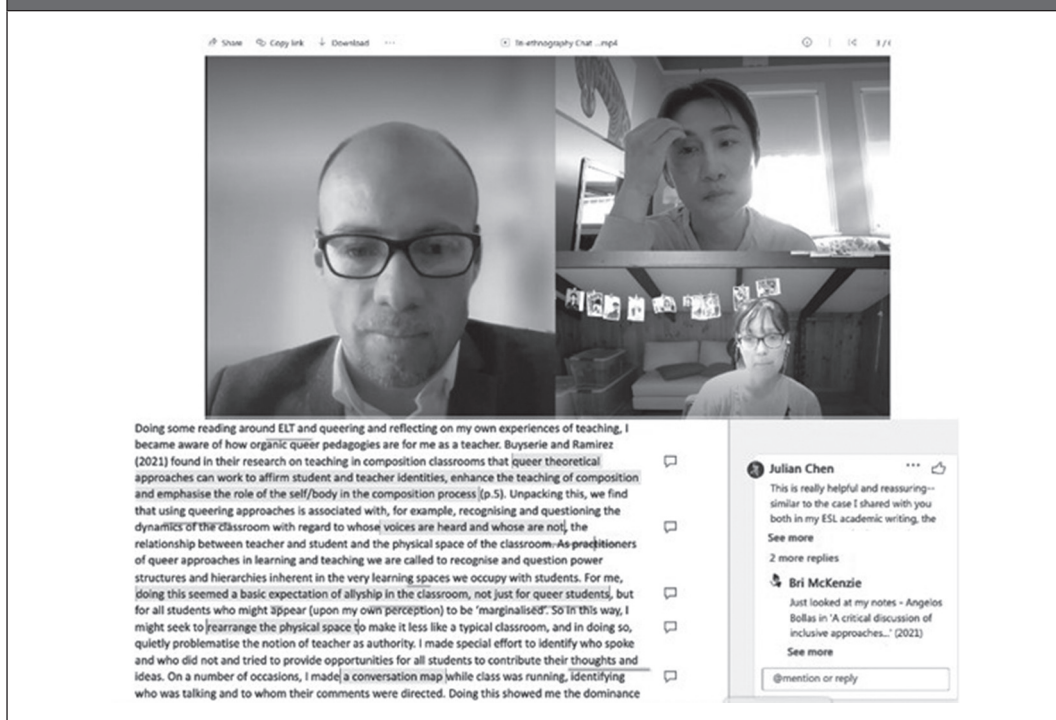 Share Copy link Download ...
Tri-ethnography Chat ...mp4
Doing some reading around ELT and queering and reflecting on my own experiences of teaching, I
became aware of how organic queer pedagogies are for me as a teacher. Buyserie and Ramirez
(2021) found in their research on teaching in composition classrooms that queer theoretical
approaches can work to affirm student and teacher identities, enhance the teaching of composition
and emphasise the role of the self/body in the composition process (p.5). Unpacking this, we find
that using queering approaches is associated with, for example, recognising and questioning the
dynamics of the classroom with regard to whose voices are heard and whose are not, the
relationship between teacher and student and the physical space of the classroom. As practitioners
of queer approaches in learning and teaching we are called to recognise and question power
structures and hierarchies inherent in the very learning spaces we occupy with students. For me,
doing this seemed a basic expectation of allyship in the classroom, not just for queer students, but
for all students who might appear (upon my own perception) to be 'marginalised'. So in this way, I
might seek to rearrange the physical space to make it less like a typical classroom, and in doing so,
quietly problematise the notion of teacher as authority. I made special effort to identify who spoke
and who did not and tried to provide opportunities for all students to contribute their thoughts and
ideas. On a number of occasions, I made a conversation map while class was running, identifying
who was talking and to whom their comments were directed. Doing this showed me the dominance
Julian Chen
This is really helpful and reassuring--
similar to the case I shared with you
both in my ESL academic writing, the
See more
2 more replies
Bri McKenzie
Just looked at my notes - Angelos
Bollas in 'A critical discussion of
inclusive approaches...' (2021)
See more
@mention or reply